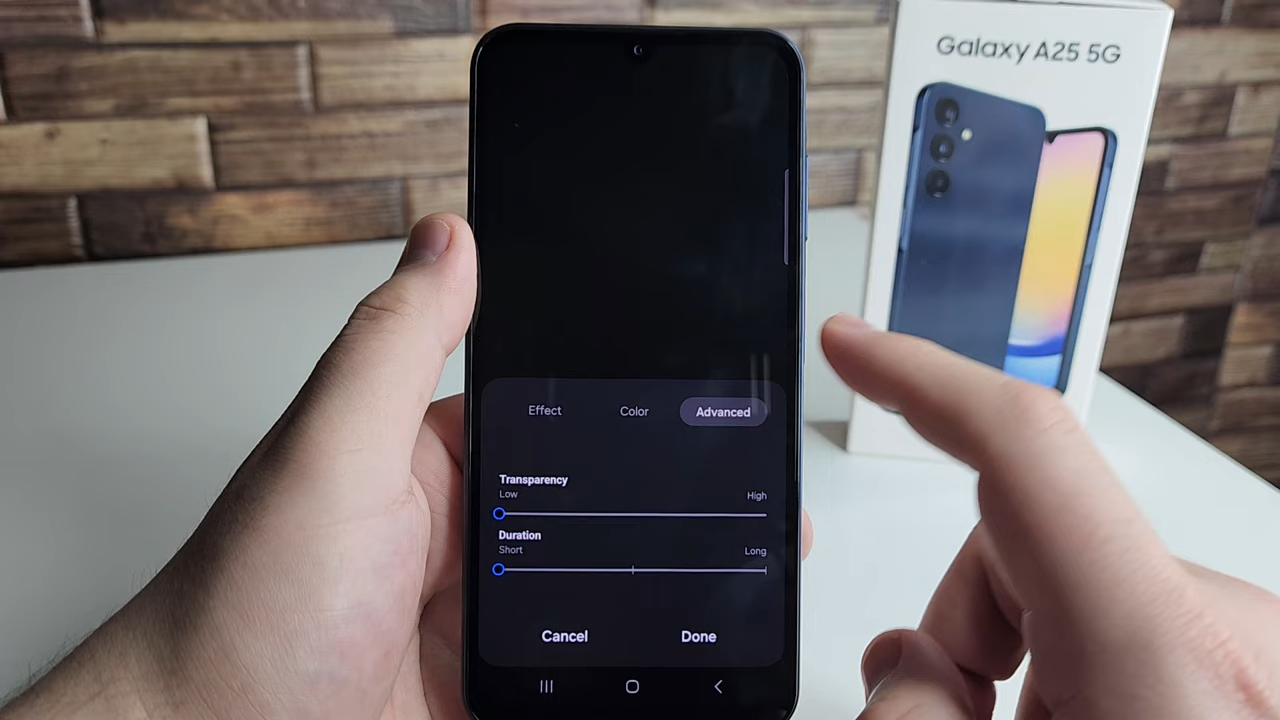 Galaxy A25 5G
Effect Color Advanced
Transparency
Low High
Duration
Short Long
Cancel Done